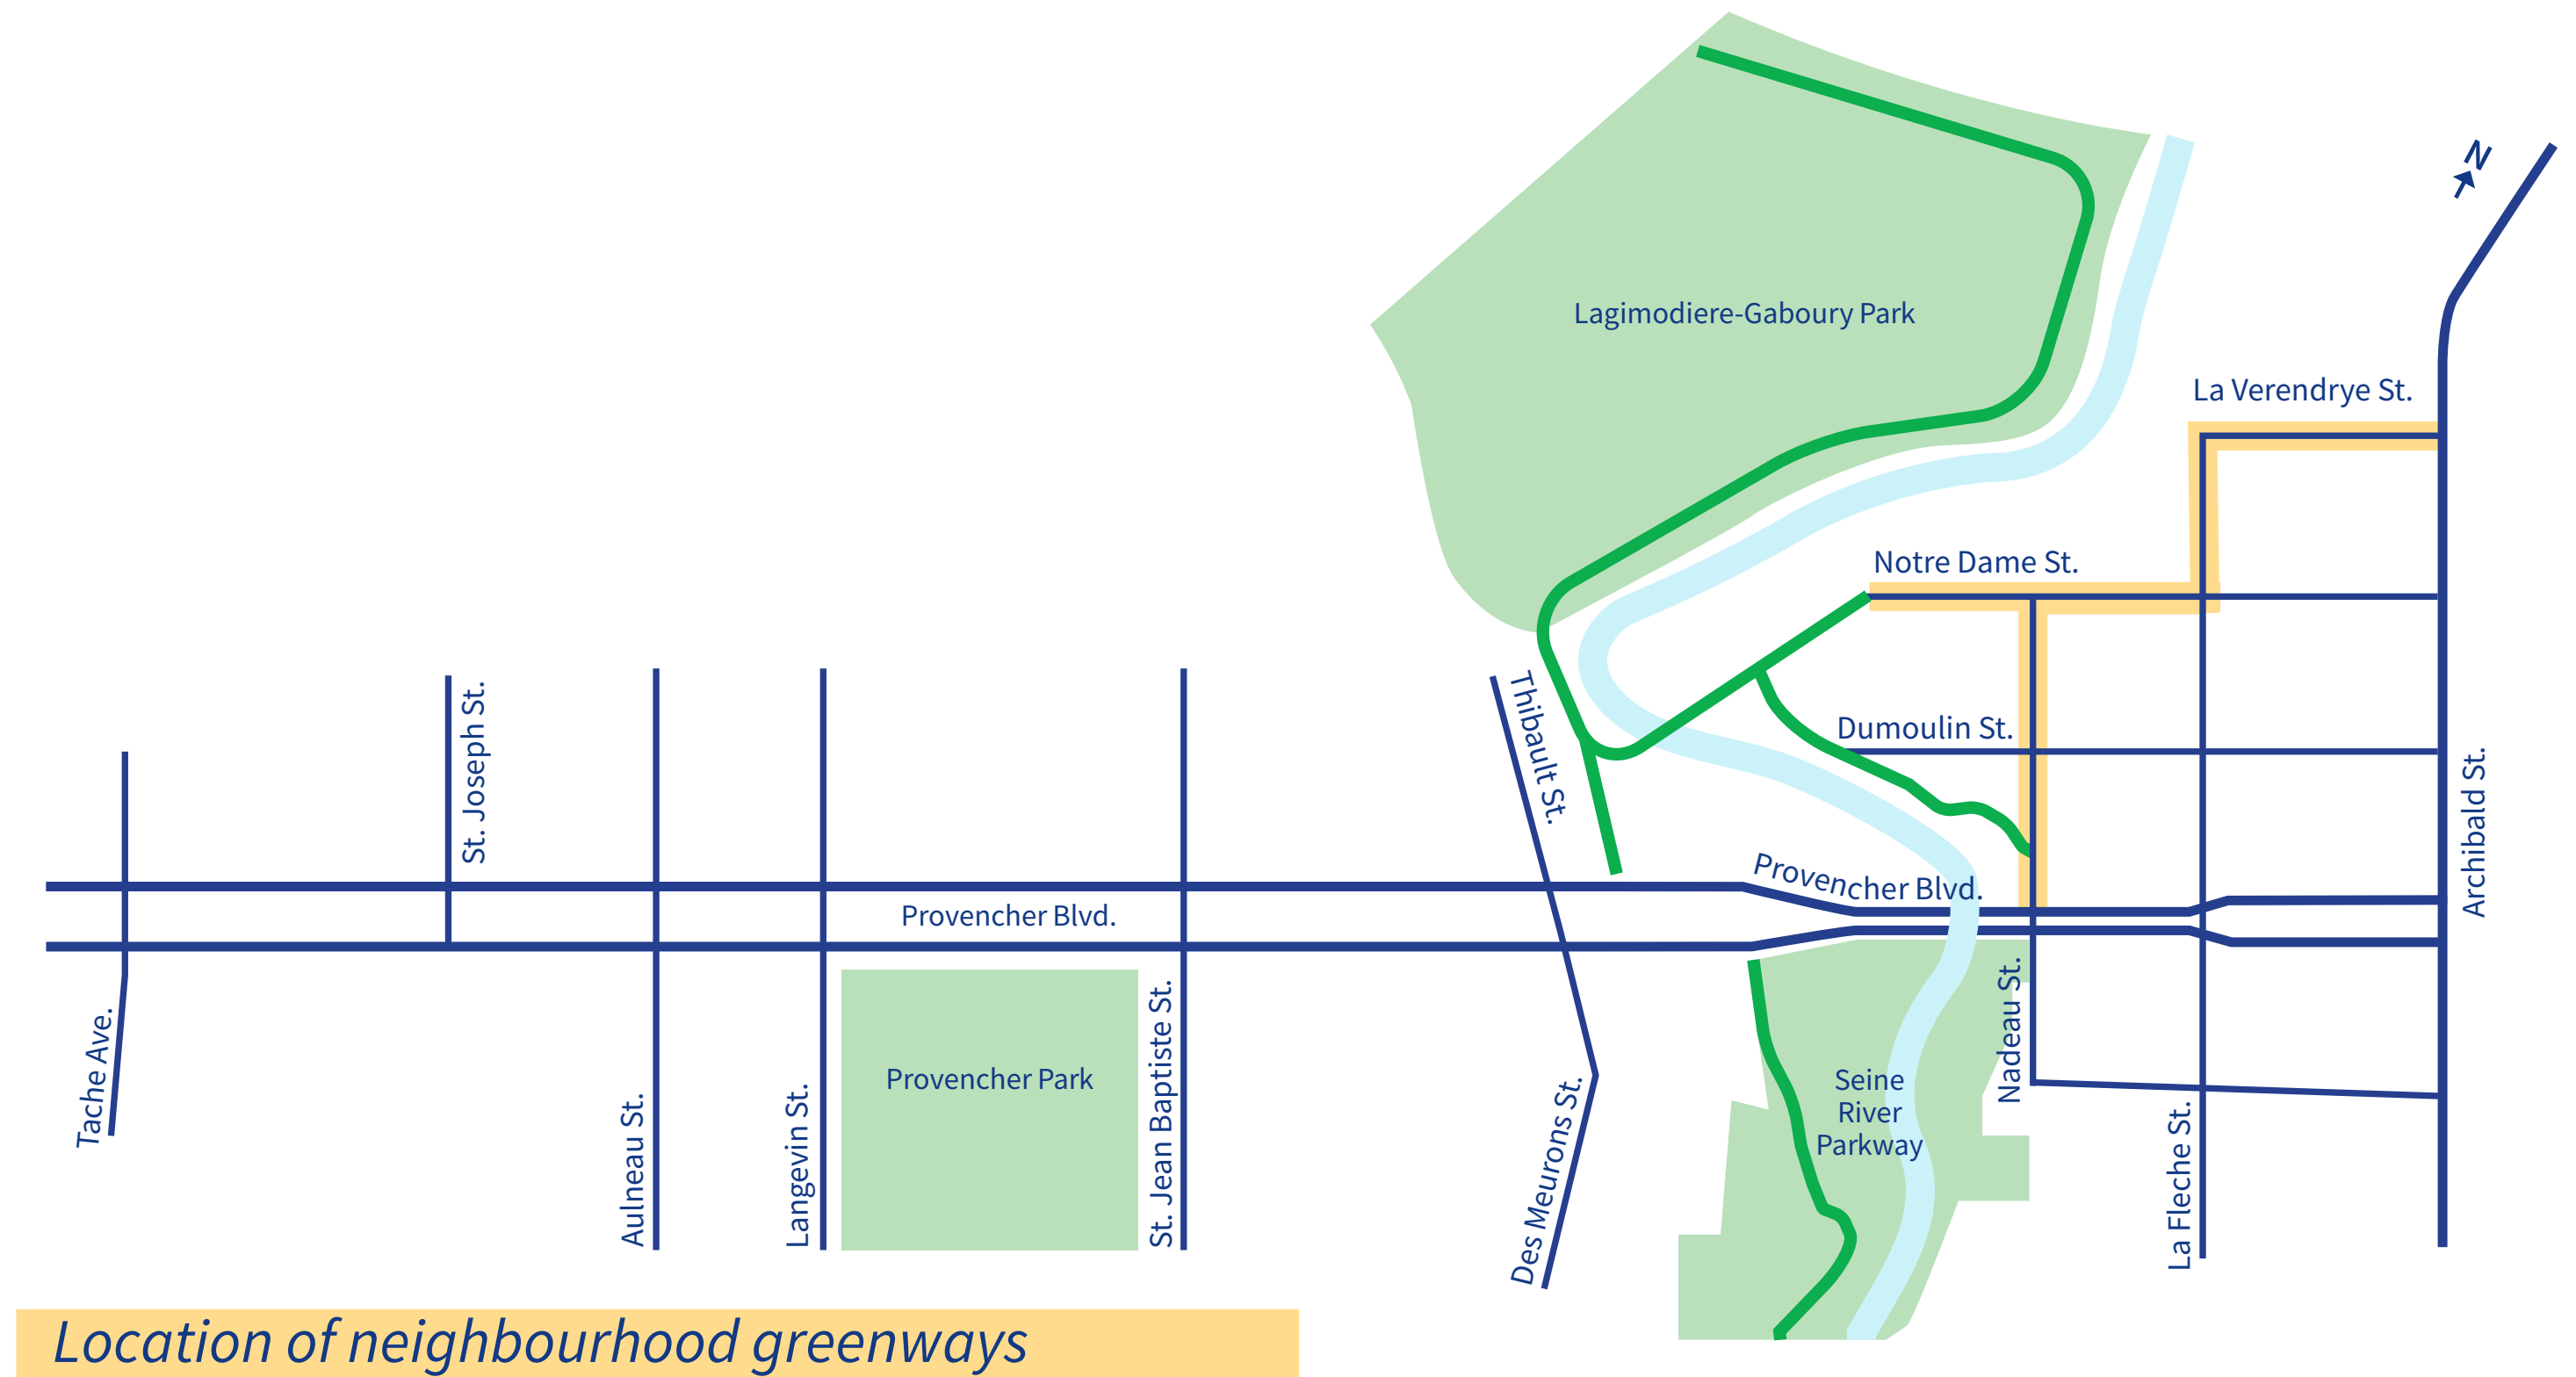 N
Lagimodiere-Gaboury Park
La Verendrye St.
Notre Dame St.
St. Joseph St.
Thibault St.
Dumoulin St.
Archibald St.
Provencher Blvd.
Provencher Blvd.
Tache Ave.
Aulneau St.
Langevin St.
Provencher Park
St. Jean Baptiste St.
Des Meurons St.
Seine
River
Parkway
Nadeau St.
La Fleche St.
Location of neighbourhood greenways